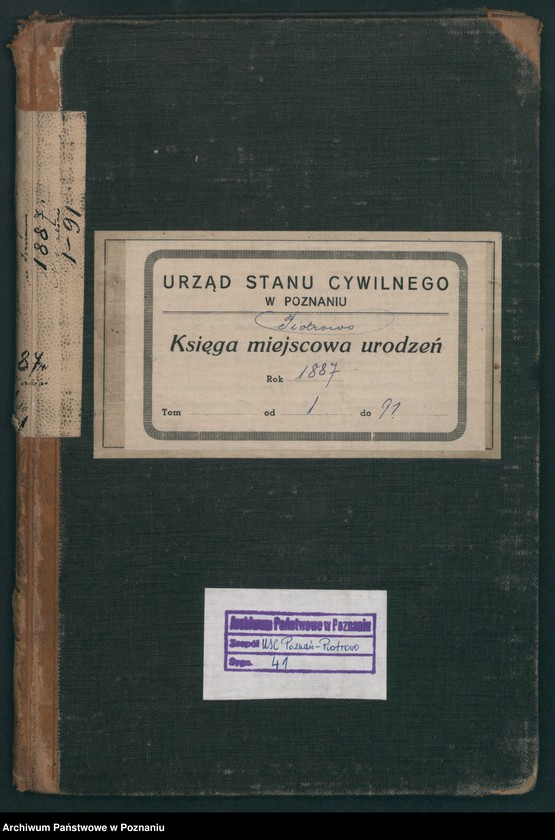 1887
1-91
87
URZĄD STANU CYWILNEGO
W POZNANIU
Piotrowo
Księga miejscowa urodzeń
Rok 1887
Tom od 1 do 91
Archiwum Państwowe w Poznaniu
Zespół USC Poznań-Piotrowo
Sygn. 41
Archiwum Państwowe w Poznaniu